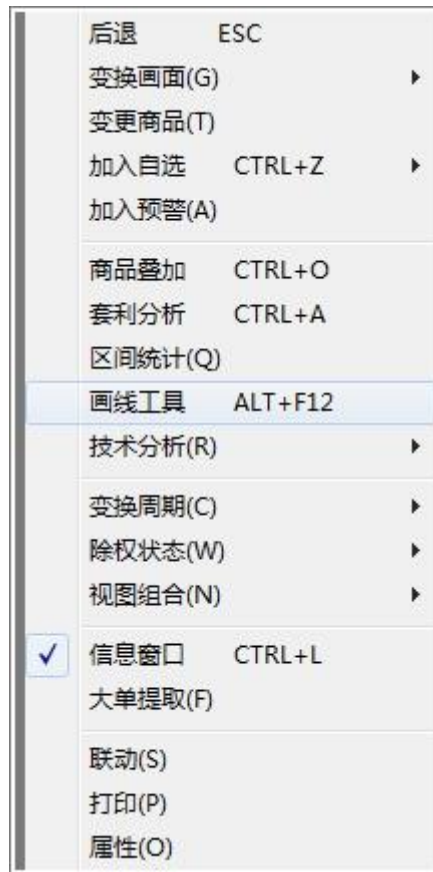 后退 ESC
变换画面(G)
变更商品(T)
加入自选 CTRL+Z
加入预警(A)
商品叠加 CTRL+O
套利分析 CTRL+A
区间统计(Q)
画线工具 ALT+F12
技术分析(R)
变换周期(C)
除权状态(W)
视图组合(N)
信息窗口 CTRL+L
大单提取(F)
联动(S)
打印(P)
属性(O)